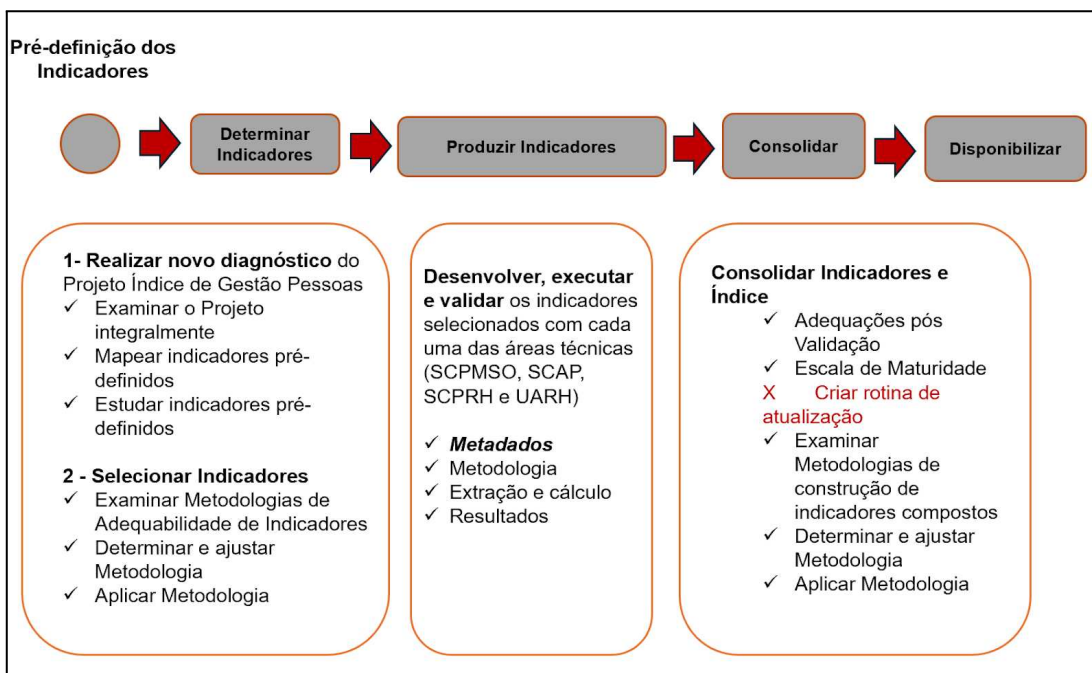 Pré-definição dos
Indicadores
Determinar
Indicadores
Produzir Indicadores
Consolidar
Disponibilizar
1- Realizar novo diagnóstico do
Projeto Índice de Gestão Pessoas
✓ Examinar o Projeto
integralmente
✓ Mapear indicadores pré-
definidos
✓ Estudar indicadores pré-
definidos
2 - Selecionar Indicadores
✓ Examinar Metodologias de
Adequabilidade de Indicadores
✓ Determinar e ajustar
Metodologia
✓ Aplicar Metodologia
Desenvolver, executar
e validar os indicadores
selecionados com cada
uma das áreas técnicas
(SCPMSO, SCAP,
SCPRH e UARH)
✓ Metadados
✓ Metodologia
✓ Extração e cálculo
✓ Resultados
Consolidar Indicadores e
Índice
✓ Adequações pós
Validação
✓ Escala de Maturidade
X Criar rotina de
atualização
✓ Examinar
Metodologias de
construção de
indicadores compostos
✓ Determinar e ajustar
Metodologia
✓ Aplicar Metodologia